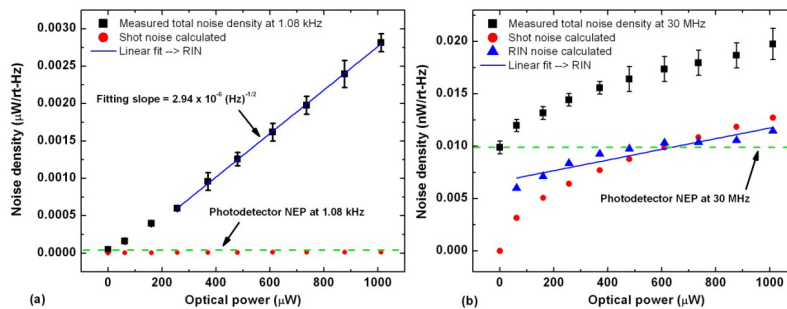 Measured total noise density at 1.08 kHz
Shot noise calculated
Linear fit --> RIN
Fitting slope = 2.94 x 10⁻⁶ (Hz)⁻¹ᐟ²
Photodetector NEP at 1.08 kHz
Noise density (μW/rt-Hz)
0.0030
0.0025
0.0020
0.0015
0.0010
0.0005
0.0000
0 200 400 600 800 1000
Optical power (μW)
(a)
Measured total noise density at 30 MHz
Shot noise calculated
RIN noise calculated
Linear fit --> RIN
Photodetector NEP at 30 MHz
Noise density (nW/rt-Hz)
0.020
0.015
0.010
0.005
0.000
0 200 400 600 800 1000
Optical power (μW)
(b)